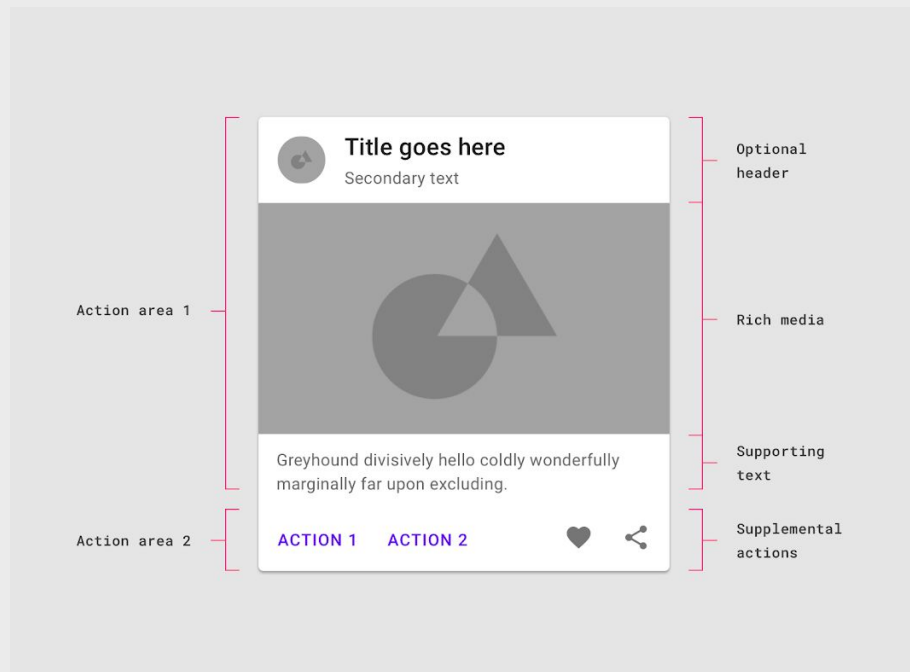 Title goes here
Secondary text
Optional
header
Action area 1
Rich media
Greyhound divisively hello coldly wonderfully
marginally far upon excluding.
Supporting
text
Action area 2
ACTION 1
ACTION 2
Supplemental
actions